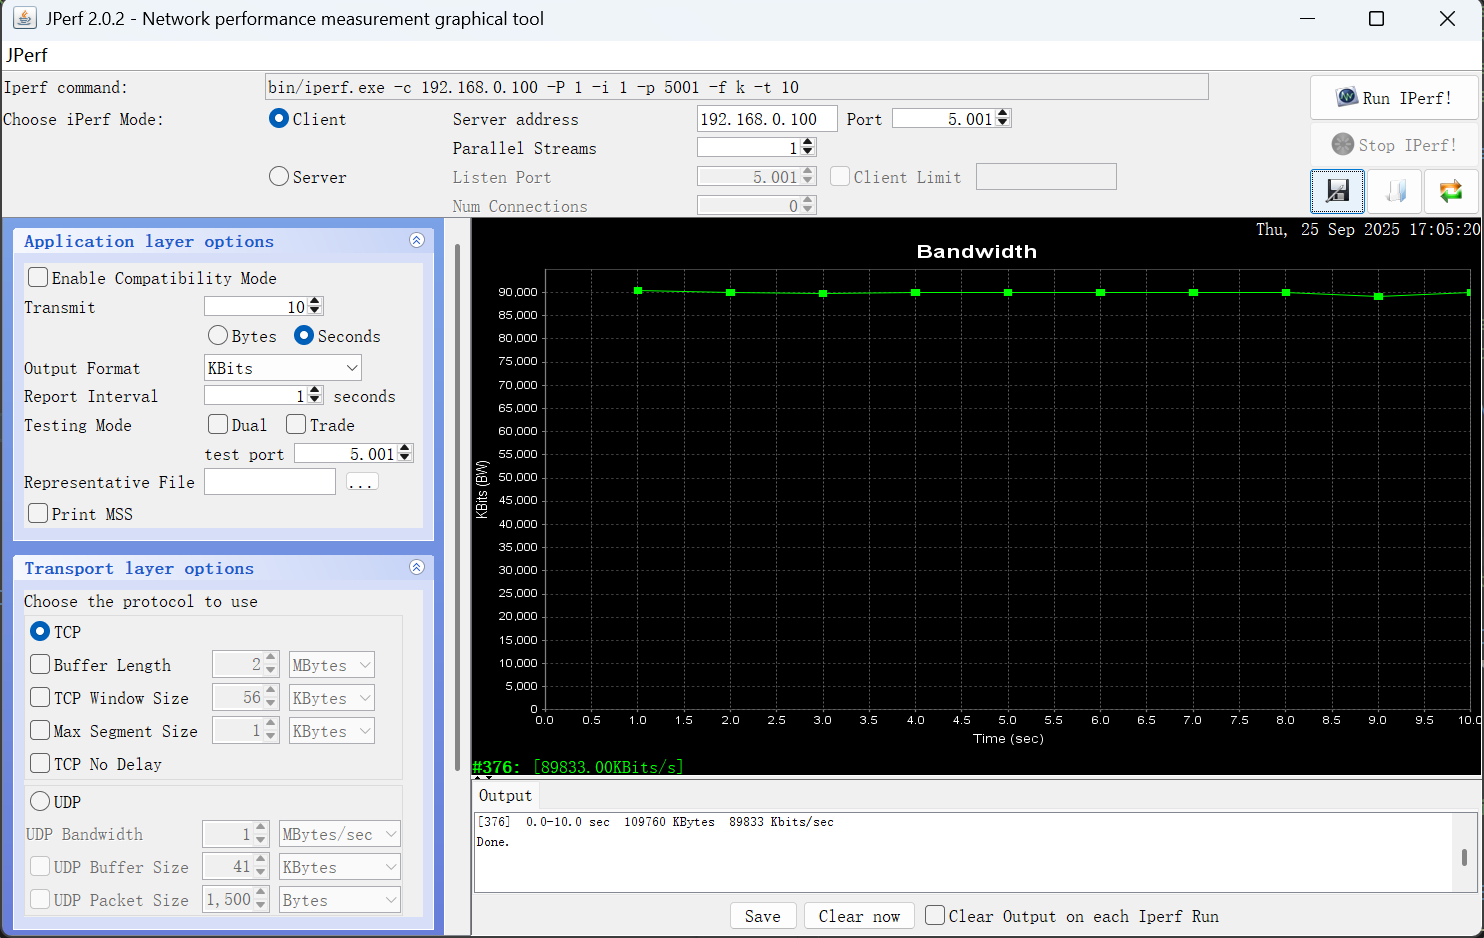 JPerf 2.0.2 - Network performance measurement graphical tool
JPerf
Iperf command: bin/iperf.exe -c 192.168.0.100 -P 1 -i 1 -p 5001 -f k -t 10
Choose iPerf Mode: Client Server address 192.168.0.100 Port 5.001
Parallel Streams 1
Server Listen Port 5.001 Client Limit
Num Connections 0
Run IPerf!
Stop IPerf!
Application layer options
Enable Compatibility Mode
Transmit 10
Bytes Seconds
Output Format KBits
Report Interval 1 seconds
Testing Mode Dual Trade
test port 5.001
Representative File ...
Print MSS
Transport layer options
Choose the protocol to use
TCP
Buffer Length 2 MBytes
TCP Window Size 56 KBytes
Max Segment Size 1 KBytes
TCP No Delay
UDP
UDP Bandwidth 1 MBytes/sec
UDP Buffer Size 41 KBytes
UDP Packet Size 1,500 Bytes
Thu, 25 Sep 2025 17:05:20
Bandwidth
KBits (BW)
90,000
85,000
80,000
75,000
70,000
65,000
60,000
55,000
50,000
45,000
40,000
35,000
30,000
25,000
20,000
15,000
10,000
5,000
0
0.0 0.5 1.0 1.5 2.0 2.5 3.0 3.5 4.0 4.5 5.0 5.5 6.0 6.5 7.0 7.5 8.0 8.5 9.0 9.5 10.0
Time (sec)
#376: [89833.00KBits/s]
Output
[376] 0.0-10.0 sec 109760 KBytes 89833 Kbits/sec
Done.
Save Clear now Clear Output on each Iperf Run